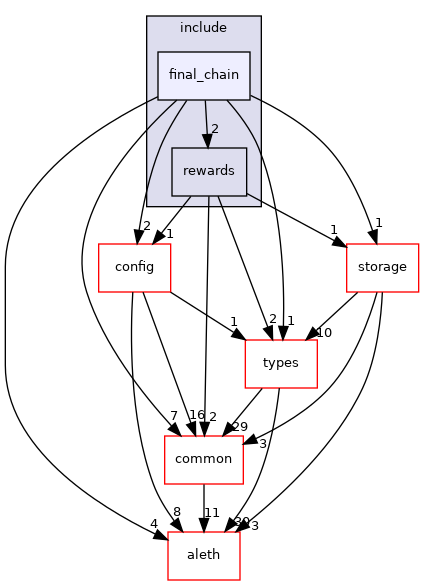 include
final_chain
2
rewards
2
1
1
1
config
storage
1
2
1
10
types
7
16
2
29
3
common
4
8
11
3
aleth